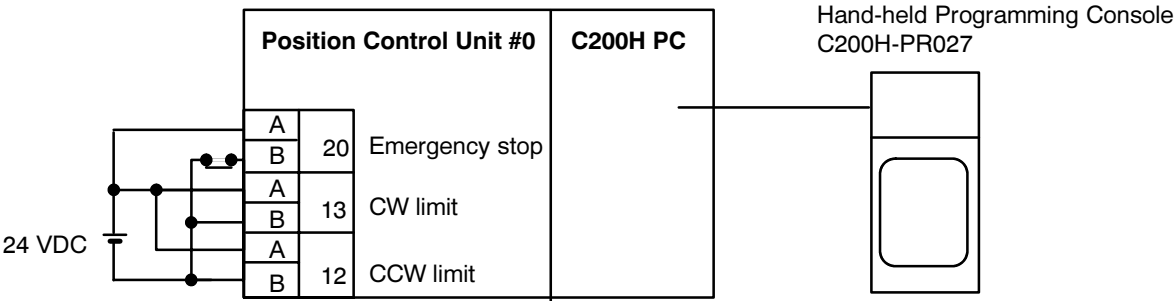 Hand-held Programming Console
C200H-PR027
Position Control Unit #0
C200H PC
A
B
20
Emergency stop
A
B
13
CW limit
A
B
12
CCW limit
24 VDC